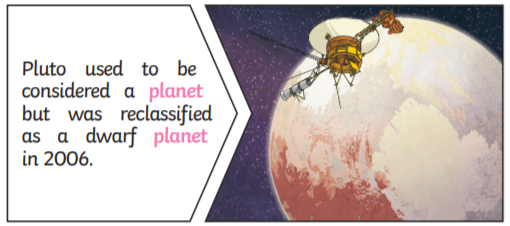 Pluto used to be
considered a planet
but was reclassified
as a dwarf planet
in 2006.